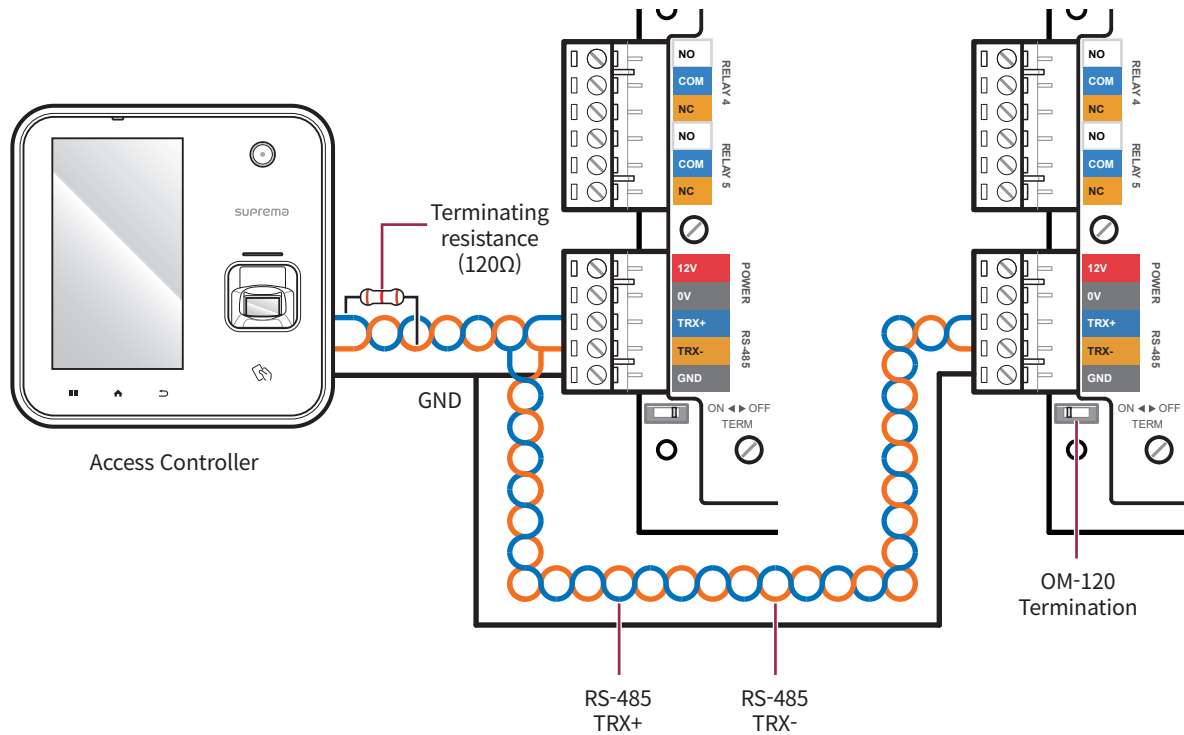 suprema
Access Controller
Terminating
resistance
(120Ω)
GND
NO
COM
NC
RELAY 4
NO
COM
NC
RELAY 5
12V
0V
POWER
TRX+
TRX-
GND
RS-485
ON ◄ ► OFF
TERM
NO
COM
NC
RELAY 4
NO
COM
NC
RELAY 5
12V
0V
POWER
TRX+
TRX-
GND
RS-485
ON ◄ ► OFF
TERM
OM-120
Termination
RS-485
TRX+
RS-485
TRX-